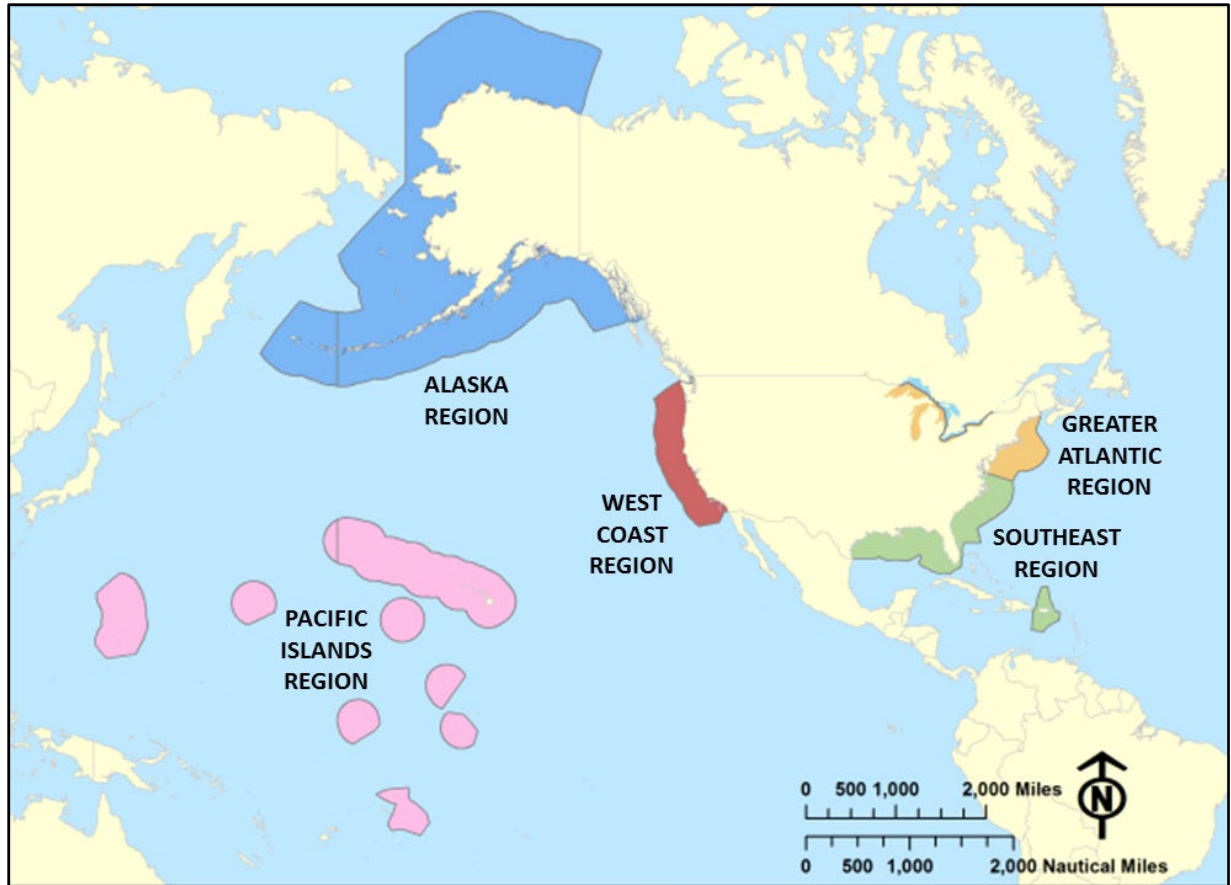 ALASKA
REGION
GREATER
ATLANTIC
REGION
WEST
COAST
REGION
SOUTHEAST
REGION
PACIFIC
ISLANDS
REGION
0 500 1,000 2,000 Miles
N
0 500 1,000 2,000 Nautical Miles